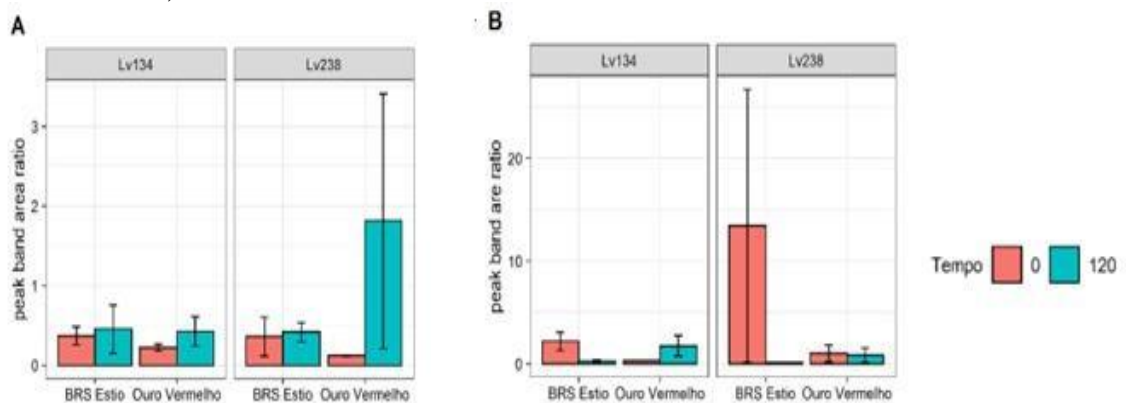 A
Lv134 Lv238
peak band area ratio
3
2
1
0
BRS Estio Ouro Vermelho BRS Estio Ouro Vermelho
B
Lv134 Lv238
peak band are ratio
20
10
0
BRS Estio Ouro Vermelho BRS Estio Ouro Vermelho
Tempo 0 120